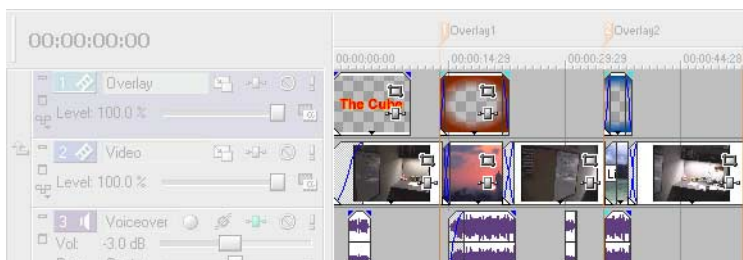 00:00:00:00
1 Overlay1
2 Overlay2
00:00:00:00 00:00:14:29 00:00:29:29 00:00:44:28
1 Overlay
Level: 100.0 %
The Cube
2 Video
Level: 100.0 %
3 Voiceover
Vol: -3.0 dB